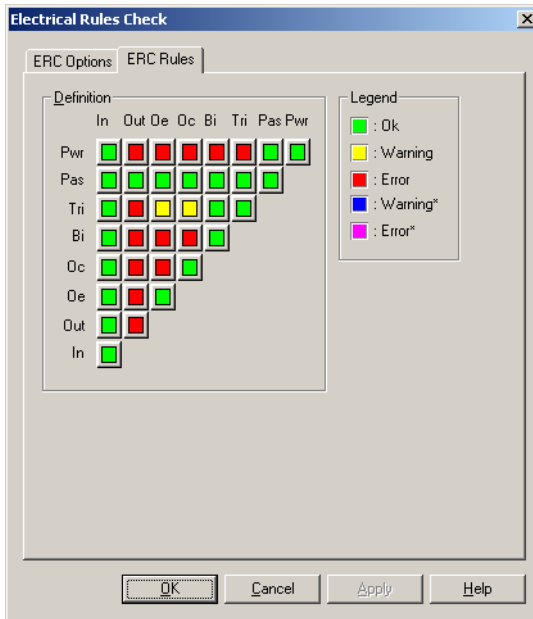 Electrical Rules Check
ERC Options ERC Rules
Definition Legend
In Out Oe Oc Bi Tri Pas Pwr
: Ok
Pwr
: Warning
Pas
: Error
Tri
: Warning*
Bi
: Error*
Oc
Oe
Out
In
OK Cancel Apply Help